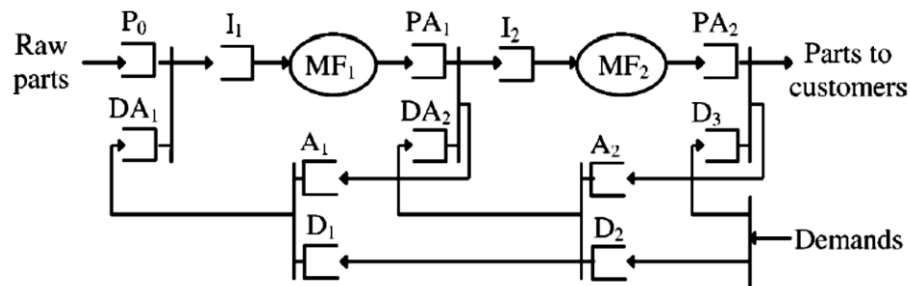 Raw
parts
P₀
I₁
MF₁
PA₁
I₂
MF₂
PA₂
Parts to
customers
DA₁
DA₂
D₃
A₁
A₂
D₁
D₂
Demands